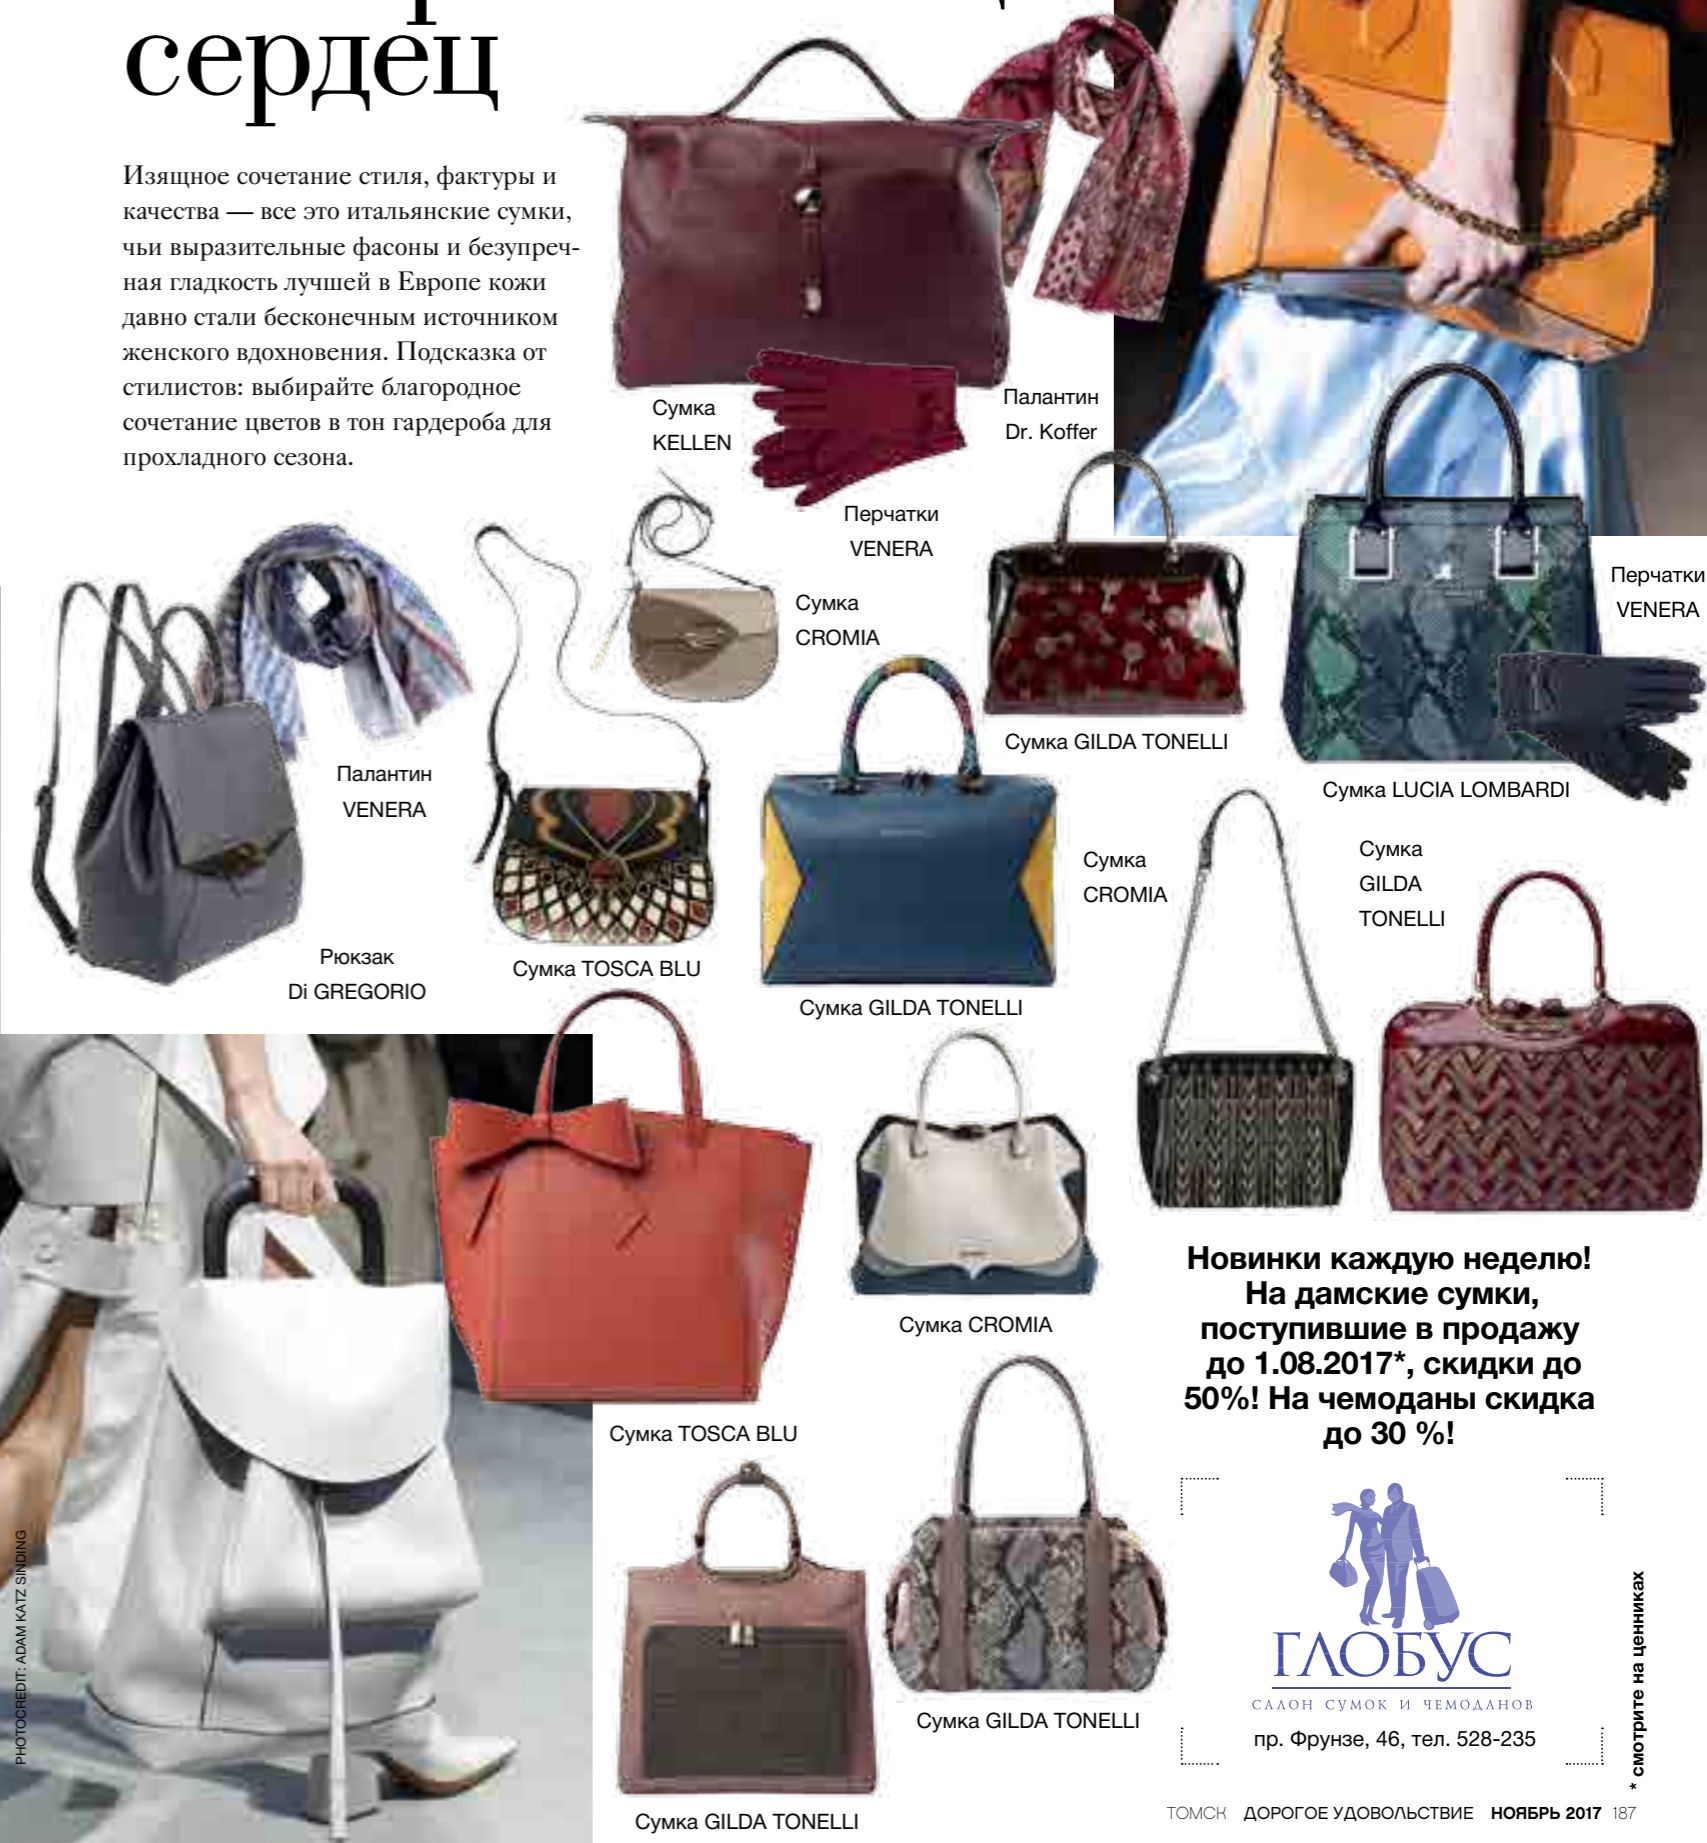 сердец
Изящное сочетание стиля, фактуры и
качества — все это итальянские сумки,
чьи выразительные фасоны и безупреч-
ная гладкость лучшей в Европе кожи
давно стали бесконечным источником
женского вдохновения. Подсказка от
стилистов: выбирайте благородное
сочетание цветов в тон гардероба для
прохладного сезона.
Сумка
KELLEN
Палантин
Dr. Koffer
Перчатки
VENERA
Сумка
CROMIA
Перчатки
VENERA
Сумка GILDA TONELLI
Палантин
VENERA
Сумка LUCIA LOMBARDI
Сумка
CROMIA
Сумка
GILDA
TONELLI
Рюкзак
Di GREGORIO
Сумка TOSCA BLU
Сумка GILDA TONELLI
Сумка CROMIA
Сумка TOSCA BLU
Сумка GILDA TONELLI
Сумка GILDA TONELLI
Новинки каждую неделю!
На дамские сумки,
поступившие в продажу
до 1.08.2017*, скидки до
50%! На чемоданы скидка
до 30 %!
ГЛОБУС
САЛОН СУМОК И ЧЕМОДАНОВ
пр. Фрунзе, 46, тел. 528-235
* смотрите на ценниках
PHOTOCREDIT: ADAM KATZ SINDING
ТОМСК ДОРОГОЕ УДОВОЛЬСТВИЕ НОЯБРЬ 2017 187